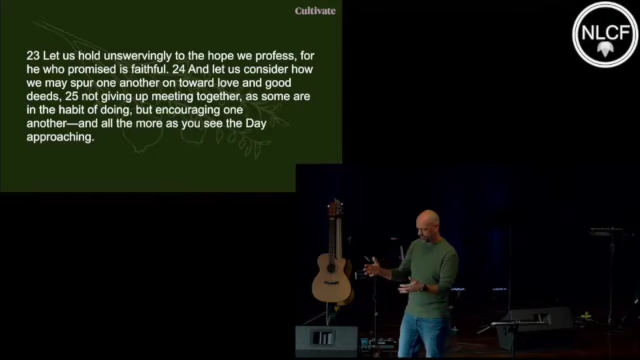 Cultivate
NLCF
23 Let us hold unswervingly to the hope we profess, for
he who promised is faithful. 24 And let us consider how
we may spur one another on toward love and good
deeds, 25 not giving up meeting together, as some are
in the habit of doing, but encouraging one
another—and all the more as you see the Day
approaching.